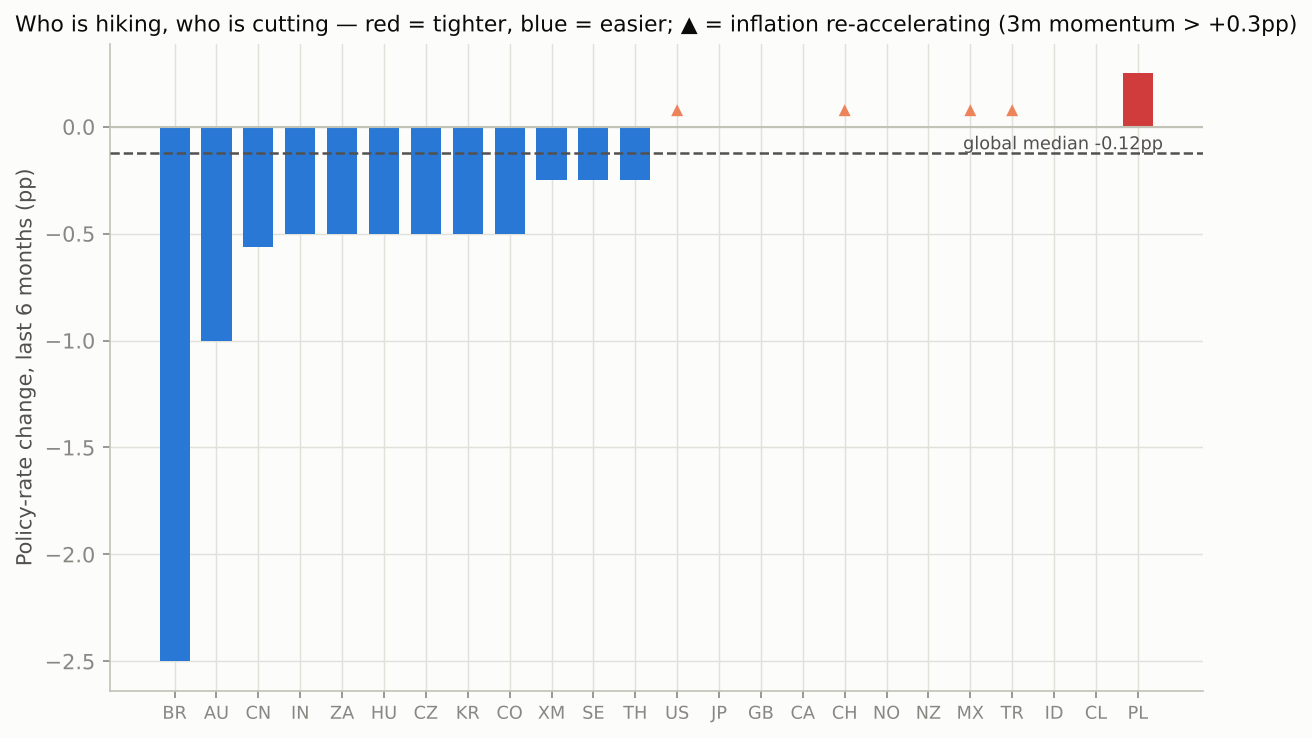 Who is hiking, who is cutting — red = tighter, blue = easier; ▲ = inflation re-accelerating (3m momentum > +0.3pp)
Policy-rate change, last 6 months (pp)
0.0
−0.5
−1.0
−1.5
−2.0
−2.5
global median -0.12pp
BR AU CN IN ZA HU CZ KR CO XM SE TH US JP GB CA CH NO NZ MX TR ID CL PL